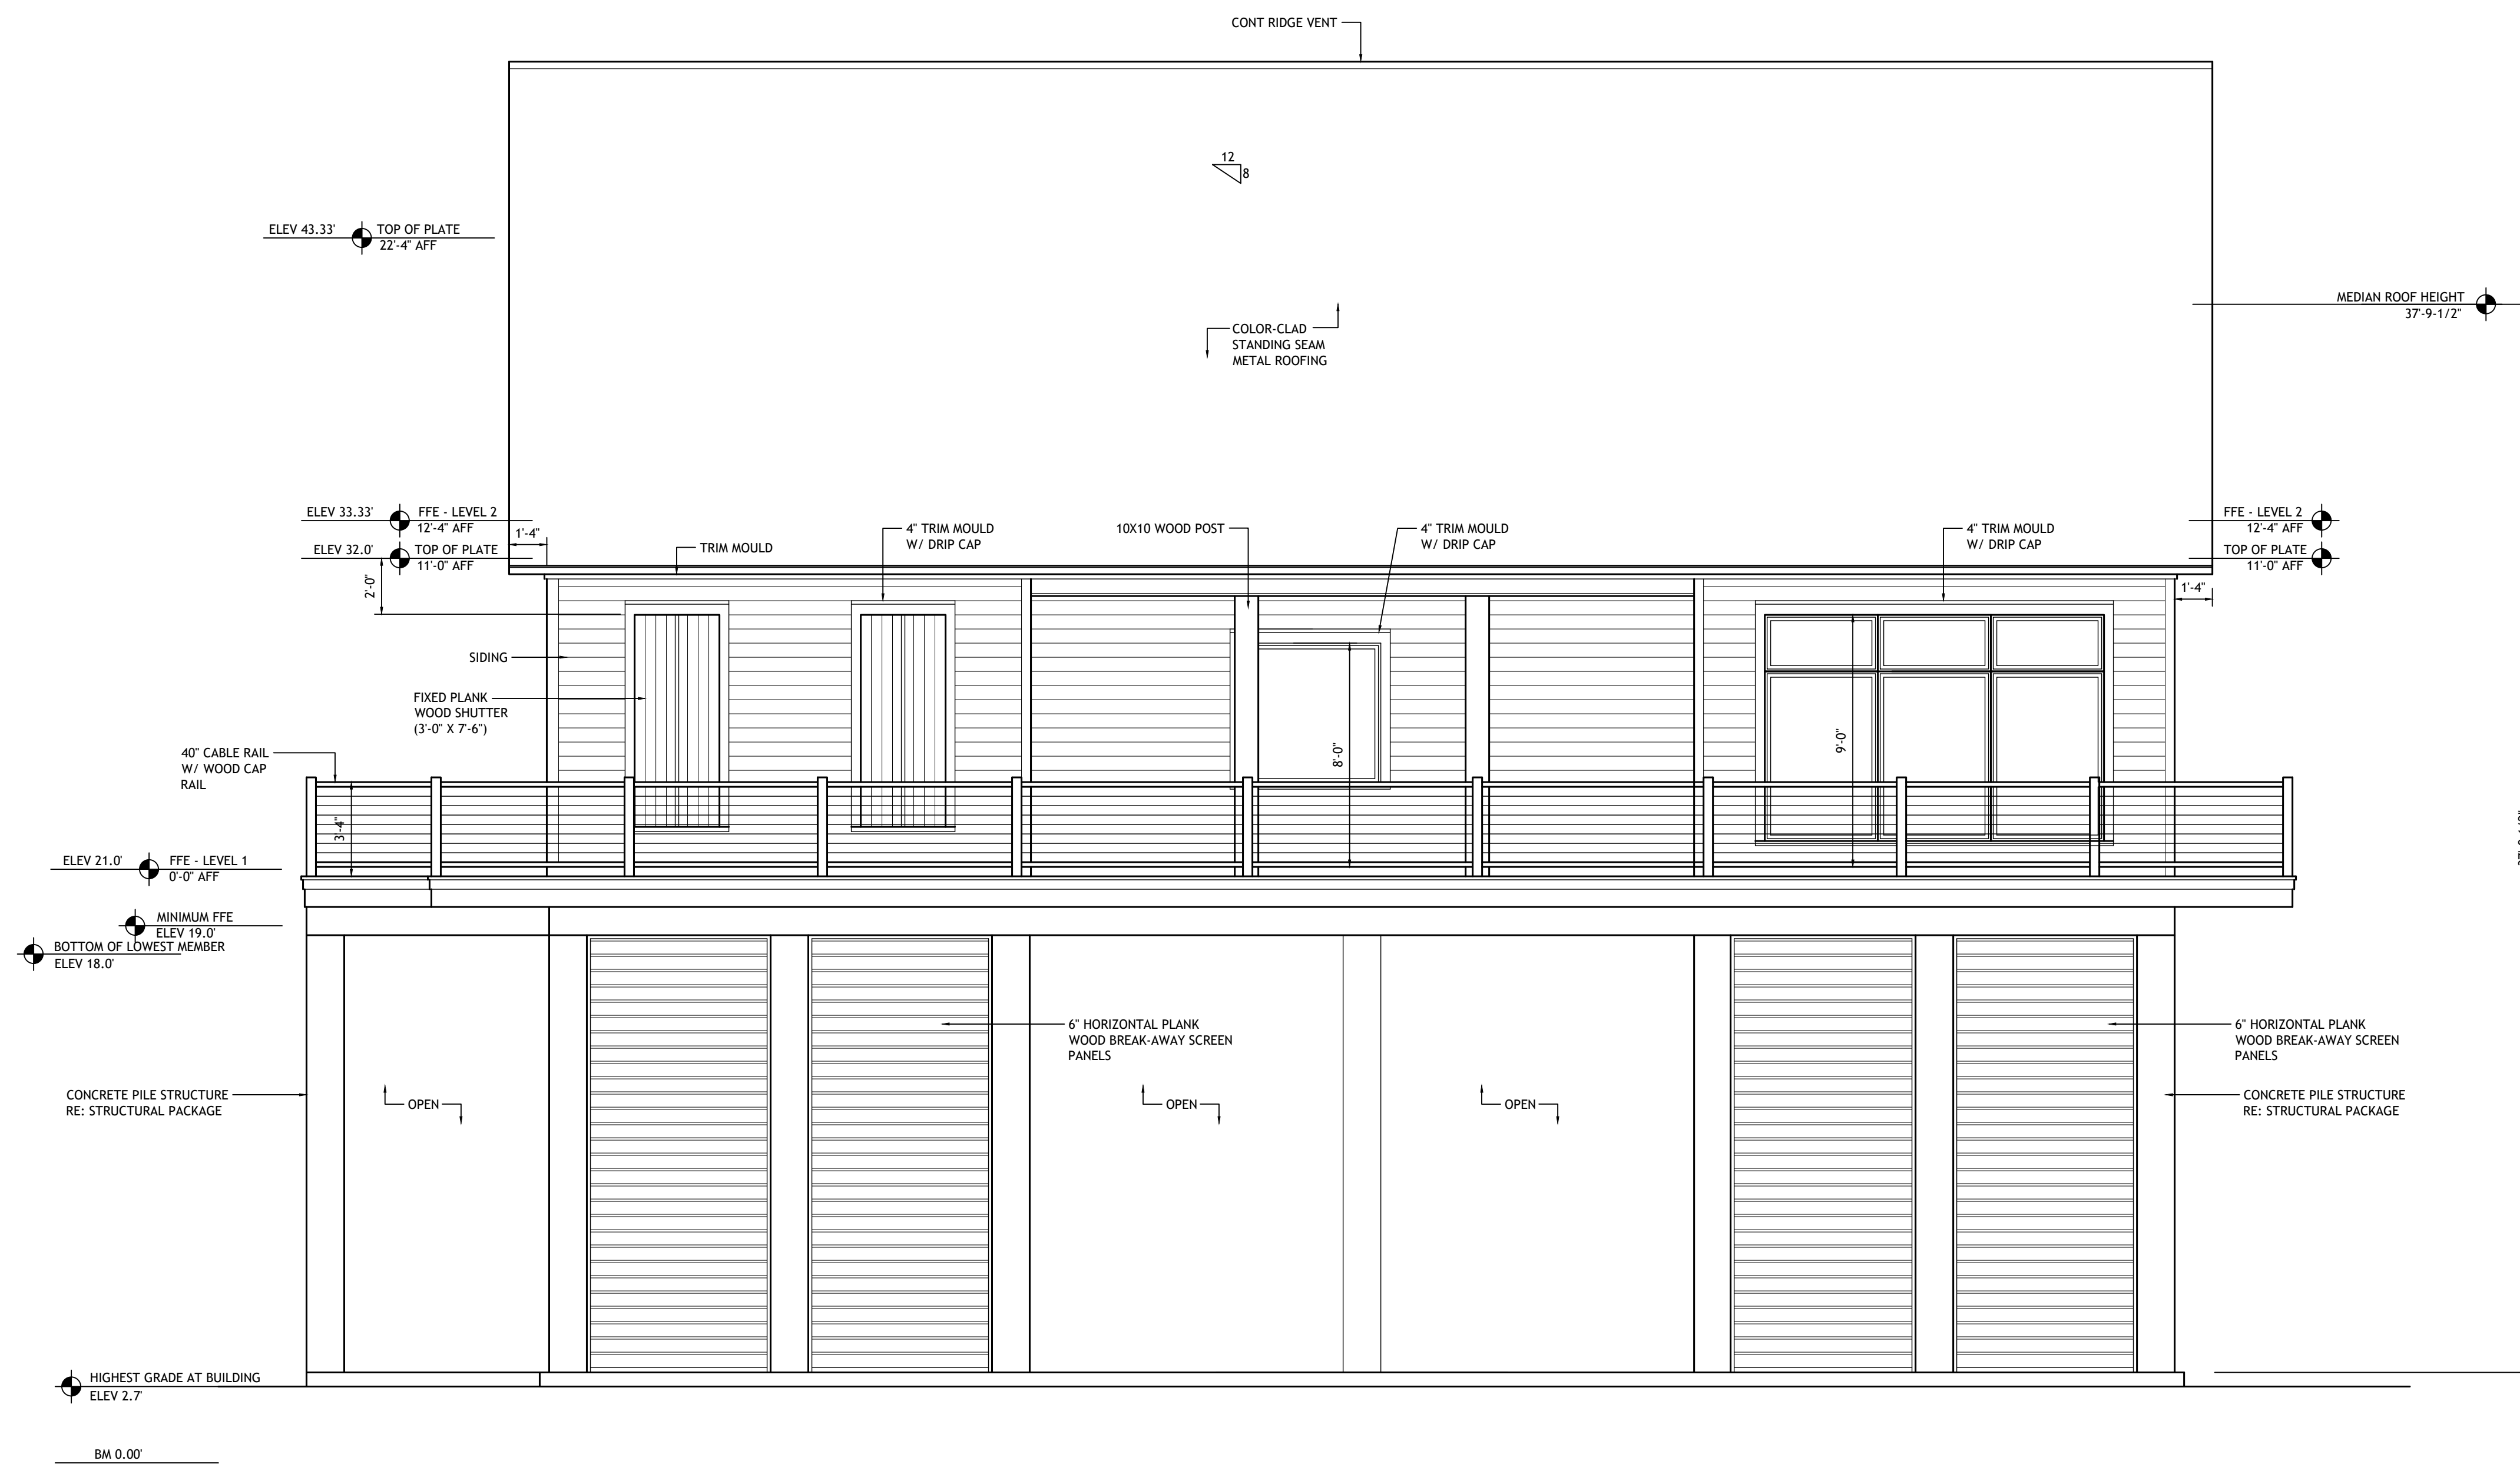 CONT RIDGE VENT
12
8
ELEV 43.33'
TOP OF PLATE
22'-4" AFF
MEDIAN ROOF HEIGHT
37'-9-1/2"
COLOR-CLAD
STANDING SEAM
METAL ROOFING
ELEV 33.33'
FFE - LEVEL 2
12'-4" AFF
1'-4"
ELEV 32.0'
TOP OF PLATE
11'-0" AFF
2'-0"
TRIM MOULD
4" TRIM MOULD
W/ DRIP CAP
10X10 WOOD POST
4" TRIM MOULD
W/ DRIP CAP
4" TRIM MOULD
W/ DRIP CAP
FFE - LEVEL 2
12'-4" AFF
TOP OF PLATE
11'-0" AFF
1'-4"
SIDING
FIXED PLANK
WOOD SHUTTER
(3'-0" X 7'-6")
8'-0"
9'-0"
40" CABLE RAIL
W/ WOOD CAP
RAIL
3'-4"
ELEV 21.0'
FFE - LEVEL 1
0'-0" AFF
MINIMUM FFE
ELEV 19.0'
BOTTOM OF LOWEST MEMBER
ELEV 18.0'
6" HORIZONTAL PLANK
WOOD BREAK-AWAY SCREEN
PANELS
6" HORIZONTAL PLANK
WOOD BREAK-AWAY SCREEN
PANELS
CONCRETE PILE STRUCTURE
RE: STRUCTURAL PACKAGE
OPEN
OPEN
OPEN
CONCRETE PILE STRUCTURE
RE: STRUCTURAL PACKAGE
HIGHEST GRADE AT BUILDING
ELEV 2.7'
BM 0.00'